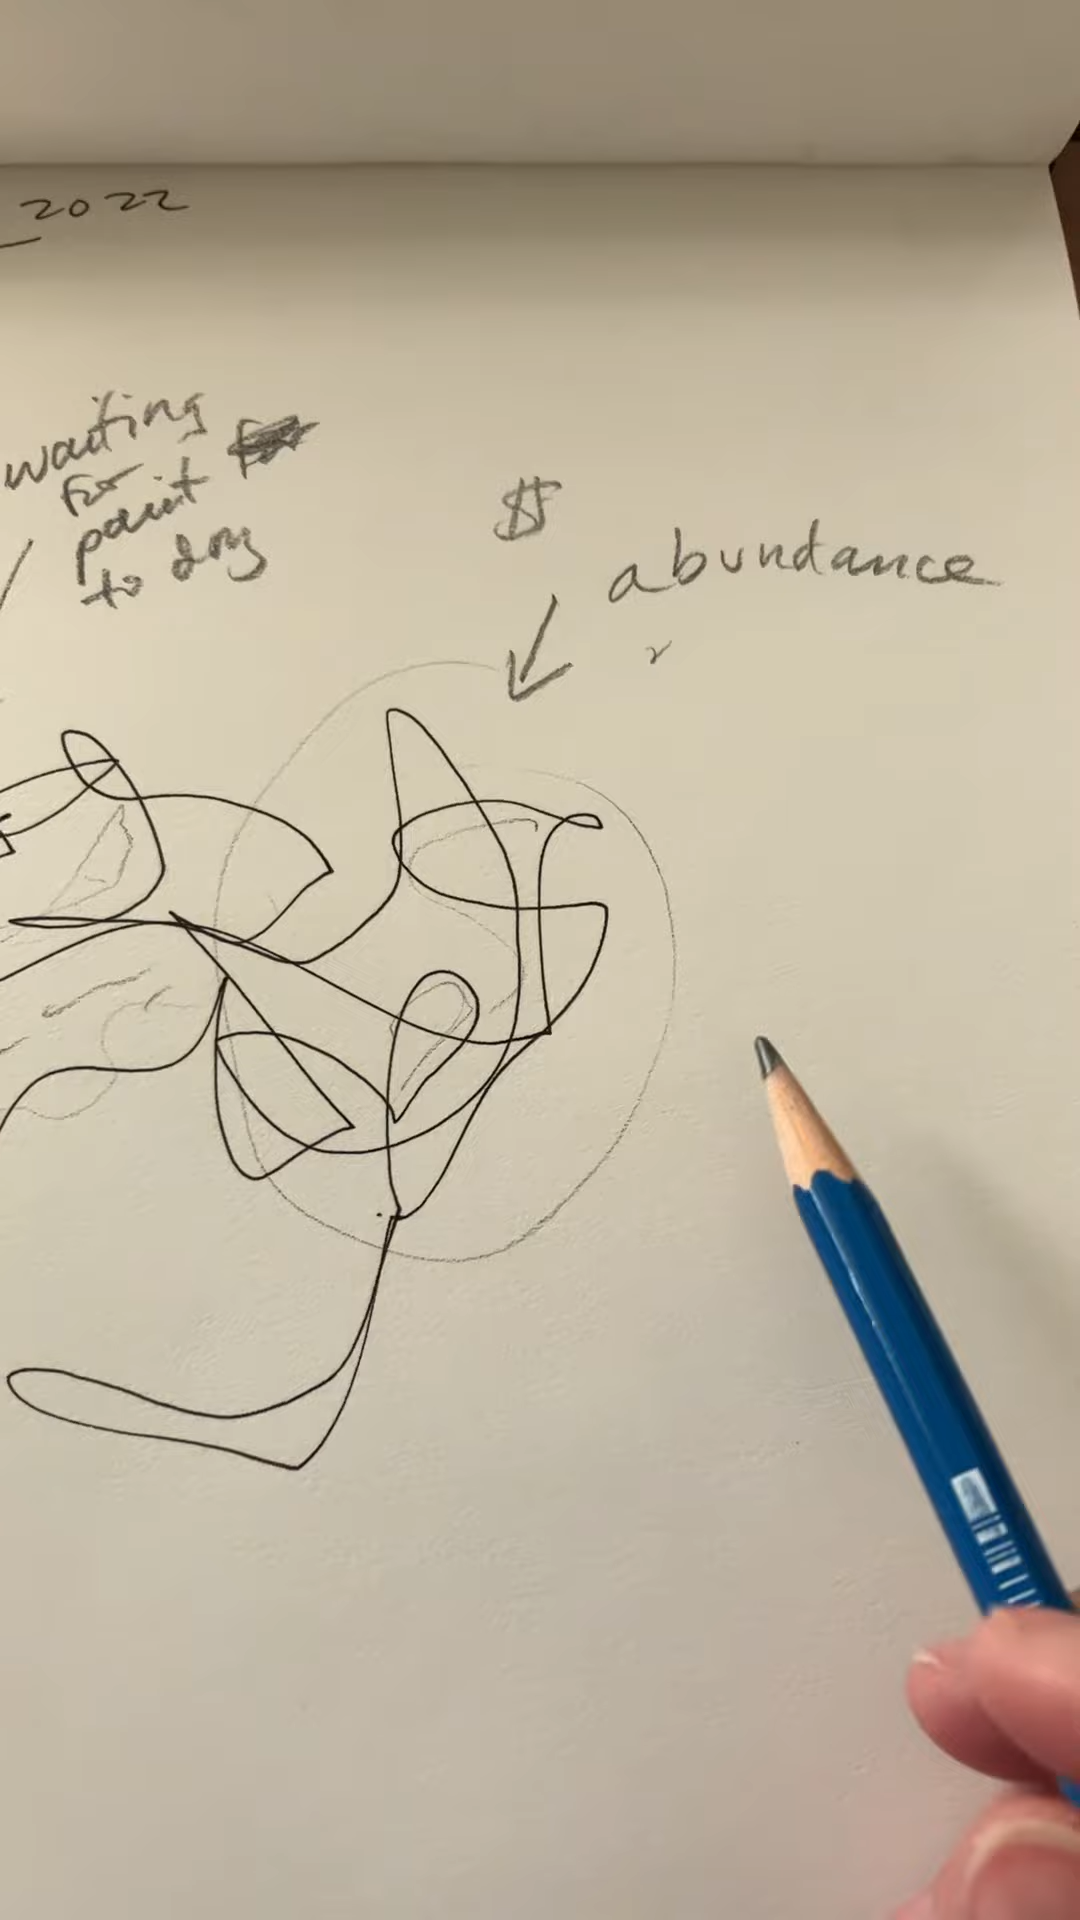 2022
waiting
for
paint
to dry
$
abundance